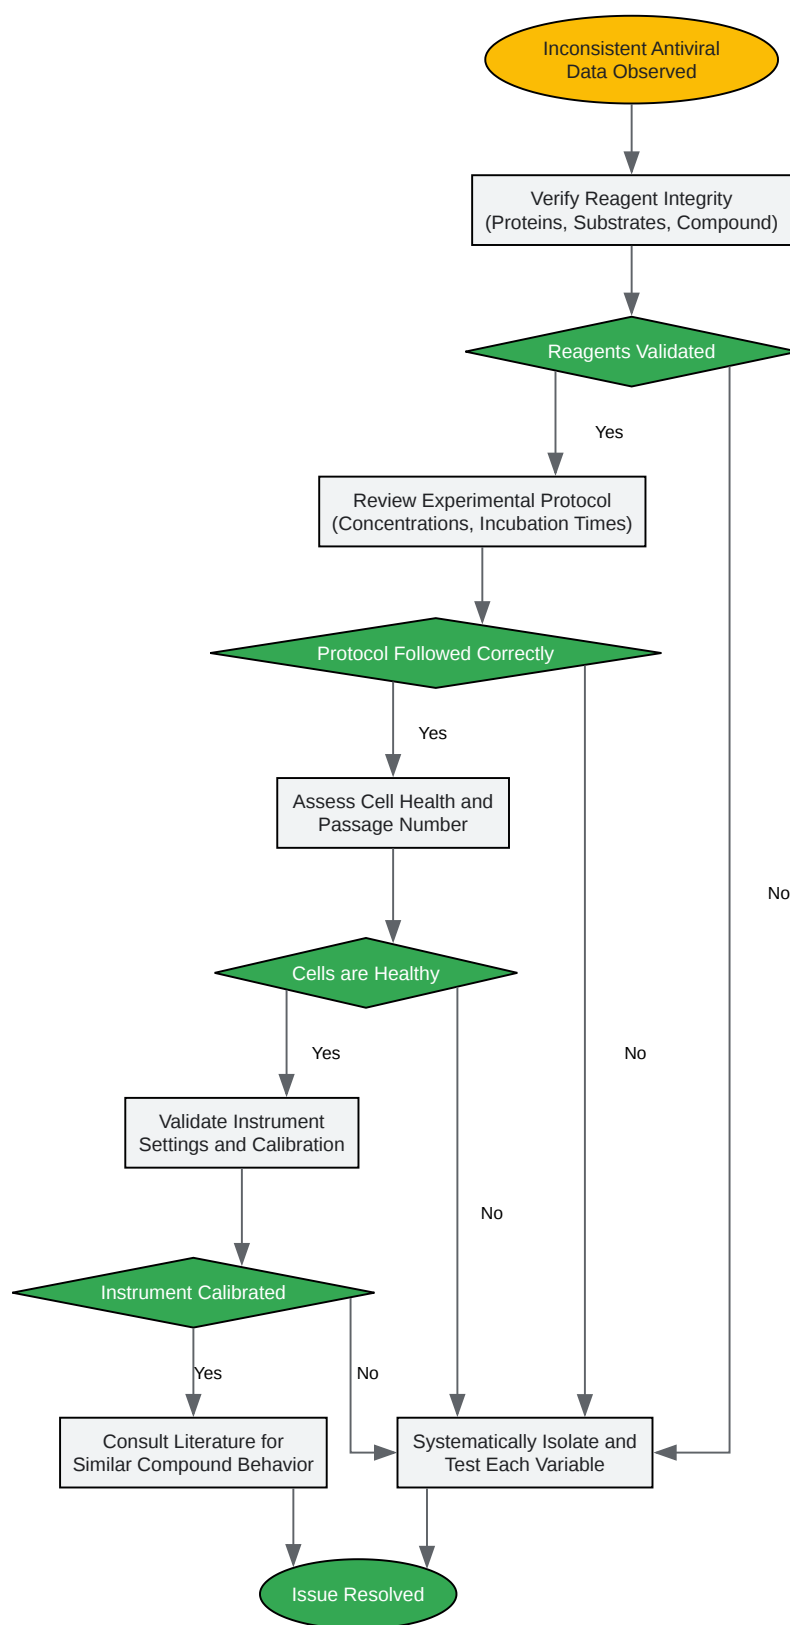 Inconsistent Antiviral
Data Observed
Verify Reagent Integrity
(Proteins, Substrates, Compound)
Reagents Validated
Yes
Review Experimental Protocol
(Concentrations, Incubation Times)
Protocol Followed Correctly
Yes
Assess Cell Health and
Passage Number
No
Cells are Healthy
Yes
No
Validate Instrument
Settings and Calibration
No
Instrument Calibrated
Yes
No
Consult Literature for
Similar Compound Behavior
Systematically Isolate and
Test Each Variable
Issue Resolved